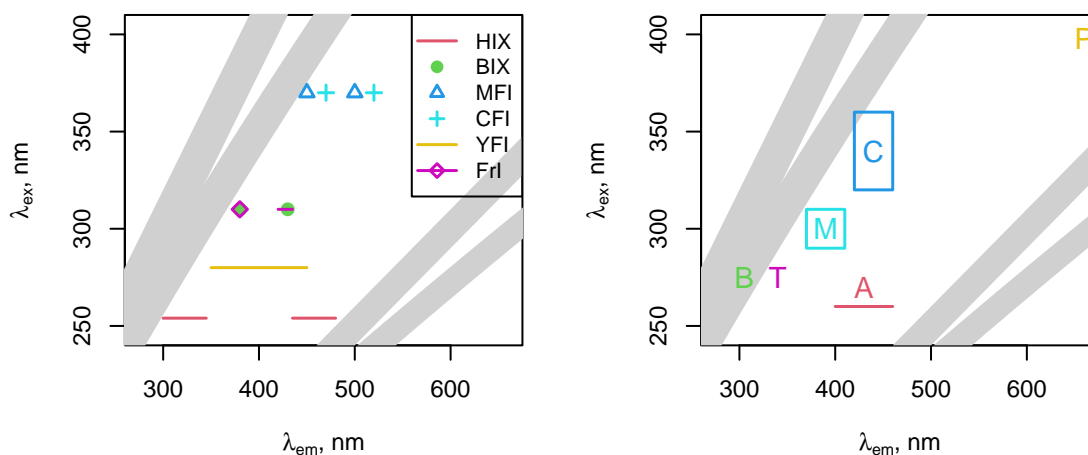 400
350
300
250
300
400
500
600
λex, nm
λem, nm
HIX
BIX
MFI
CFI
YFI
FrI
400
350
300
250
300
400
500
600
λex, nm
λem, nm
P
C
M
B
T
A